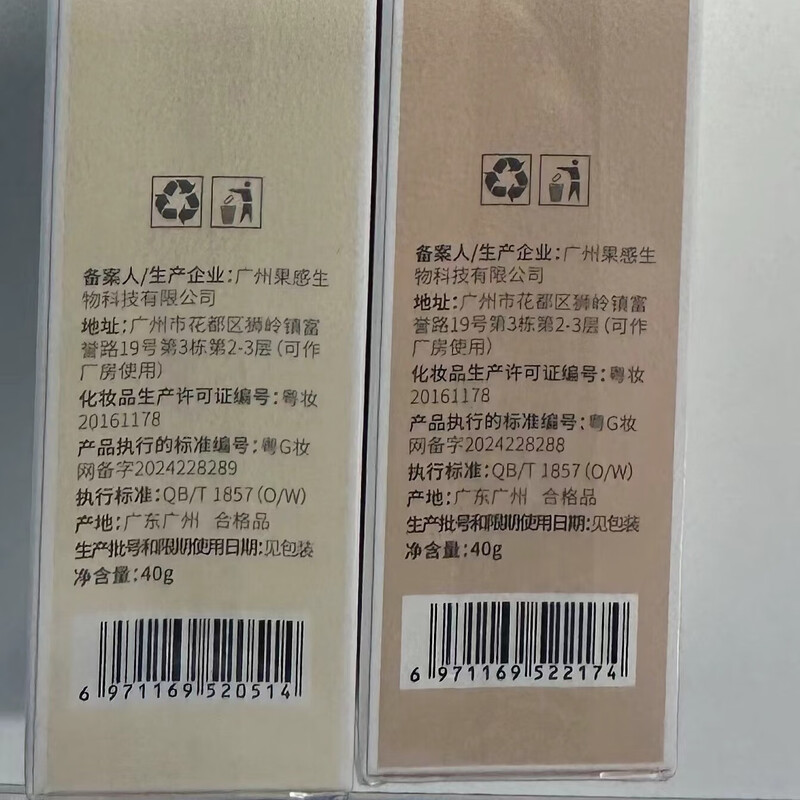 备案人/生产企业：广州果感生
物科技有限公司
地址：广州市花都区狮岭镇富
誉路19号第3栋第2-3层（可作
厂房使用）
化妆品生产许可证编号：粤妆
20161178
产品执行的标准编号：粤G妆
网备字2024228289
执行标准：QB/T 1857（O/W）
产地：广东广州 合格品
生产批号和限期使用日期：见包装
净含量：40g
6 971169 520514
备案人/生产企业：广州果感生
物科技有限公司
地址：广州市花都区狮岭镇富
誉路19号第3栋第2-3层（可作
厂房使用）
化妆品生产许可证编号：粤妆
20161178
产品执行的标准编号：粤G妆
网备字2024228288
执行标准：QB/T 1857（O/W）
产地：广东广州 合格品
生产批号和限期使用日期：见包装
净含量：40g
6 971169 522174